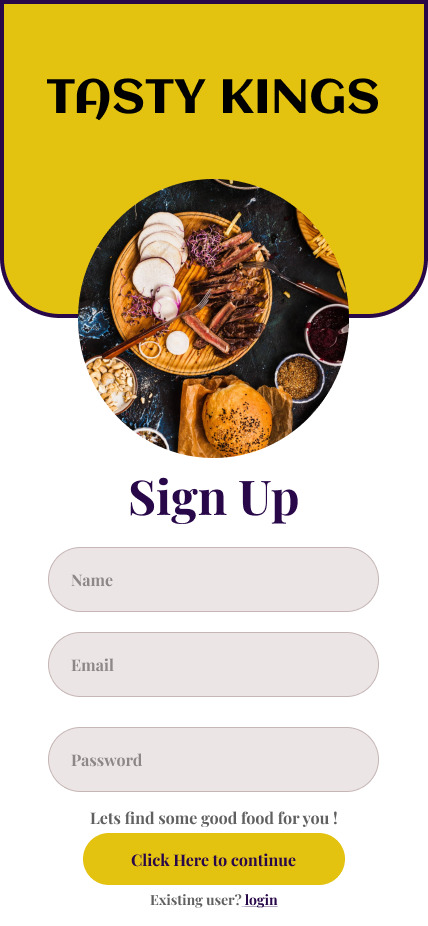 TASTY KINGS
Sign Up
Name
Email
Password
Lets find some good food for you !
Click Here to continue
Existing user? login